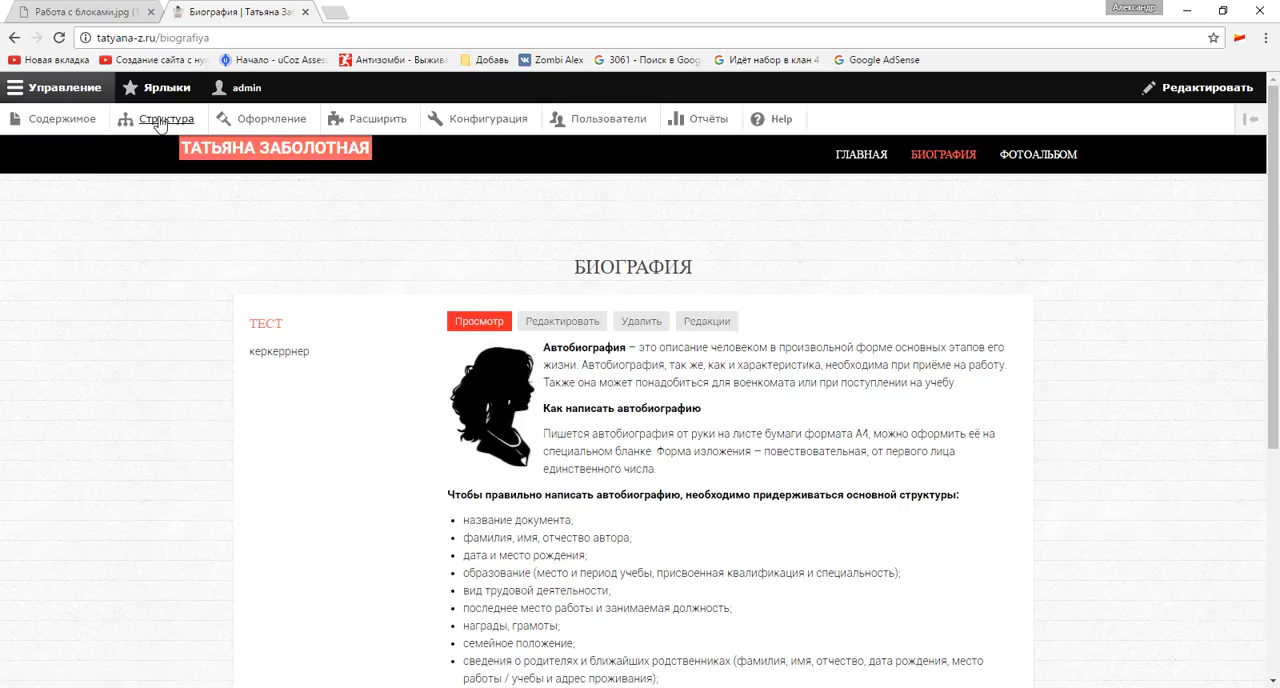 Работа с блоками.jpg (1
Биография | Татьяна За
Александр
tatyana-z.ru/biografiya
Новая вкладка
Создание сайта с нул
Начало - uCoz Asses
Антизомби - Выжива
Добавь
Zombi Alex
3061 - Поиск в Goog
Идёт набор в клан 4
Google AdSense
Управление
Ярлыки
admin
Редактировать
Содержимое
Структура
Оформление
Расширить
Конфигурация
Пользователи
Отчёты
Help
ТАТЬЯНА ЗАБОЛОТНАЯ
ГЛАВНАЯ
БИОГРАФИЯ
ФОТОАЛЬБОМ
БИОГРАФИЯ
ТЕСТ
керкеррнер
Просмотр
Редактировать
Удалить
Редакции
Автобиография – это описание человеком в произвольной форме основных этапов его
жизни. Автобиография, так же, как и характеристика, необходима при приёме на работу.
Также она может понадобиться для военкомата или при поступлении на учебу.
Как написать автобиографию
Пишется автобиография от руки на листе бумаги формата А4, можно оформить её на
специальном бланке. Форма изложения – повествовательная, от первого лица
единственного числа.
Чтобы правильно написать автобиографию, необходимо придерживаться основной структуры:
• название документа;
• фамилия, имя, отчество автора;
• дата и место рождения;
• образование (место и период учебы, присвоенная квалификация и специальность);
• вид трудовой деятельности;
• последнее место работы и занимаемая должность;
• награды, грамоты;
• семейное положение;
• сведения о родителях и ближайших родственниках (фамилия, имя, отчество, дата рождения, место
работы / учебы и адрес проживания);